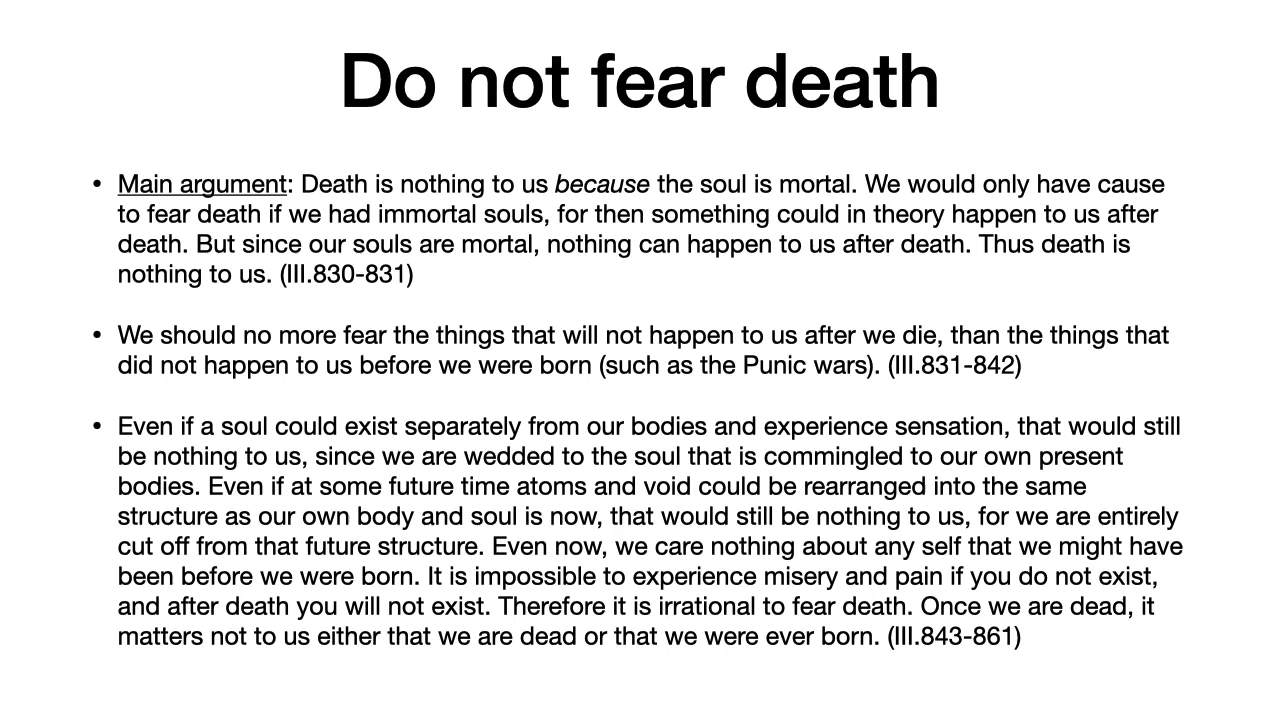 Do not fear death
• Main argument: Death is nothing to us because the soul is mortal. We would only have cause
to fear death if we had immortal souls, for then something could in theory happen to us after
death. But since our souls are mortal, nothing can happen to us after death. Thus death is
nothing to us. (III.830-831)
• We should no more fear the things that will not happen to us after we die, than the things that
did not happen to us before we were born (such as the Punic wars). (III.831-842)
• Even if a soul could exist separately from our bodies and experience sensation, that would still
be nothing to us, since we are wedded to the soul that is commingled to our own present
bodies. Even if at some future time atoms and void could be rearranged into the same
structure as our own body and soul is now, that would still be nothing to us, for we are entirely
cut off from that future structure. Even now, we care nothing about any self that we might have
been before we were born. It is impossible to experience misery and pain if you do not exist,
and after death you will not exist. Therefore it is irrational to fear death. Once we are dead, it
matters not to us either that we are dead or that we were ever born. (III.843-861)